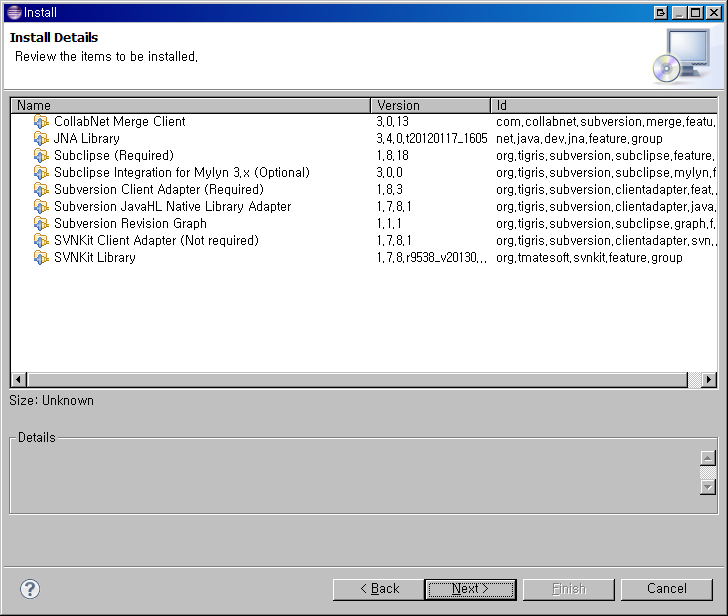 Install
Install Details
Review the items to be installed.
Name Version Id
CollabNet Merge Client 3.0.13 com.collabnet.subversion.merge.featu
JNA Library 3.4.0.t20120117_1605 net.java.dev.jna.feature.group
Subclipse (Required) 1.8.18 org.tigris.subversion.subclipse.feature.
Subclipse Integration for Mylyn 3.x (Optional) 3.0.0 org.tigris.subversion.subclipse.mylyn.f
Subversion Client Adapter (Required) 1.8.3 org.tigris.subversion.clientadapter.feat..
Subversion JavaHL Native Library Adapter 1.7.8.1 org.tigris.subversion.clientadapter.java.
Subversion Revision Graph 1.1.1 org.tigris.subversion.subclipse.graph.f.
SVNKit Client Adapter (Not required) 1.7.8.1 org.tigris.subversion.clientadapter.svn..
SVNKit Library 1.7.8.r9538_v20130... org.tmatesoft.svnkit.feature.group
Size: Unknown
Details
? < Back Next > Finish Cancel